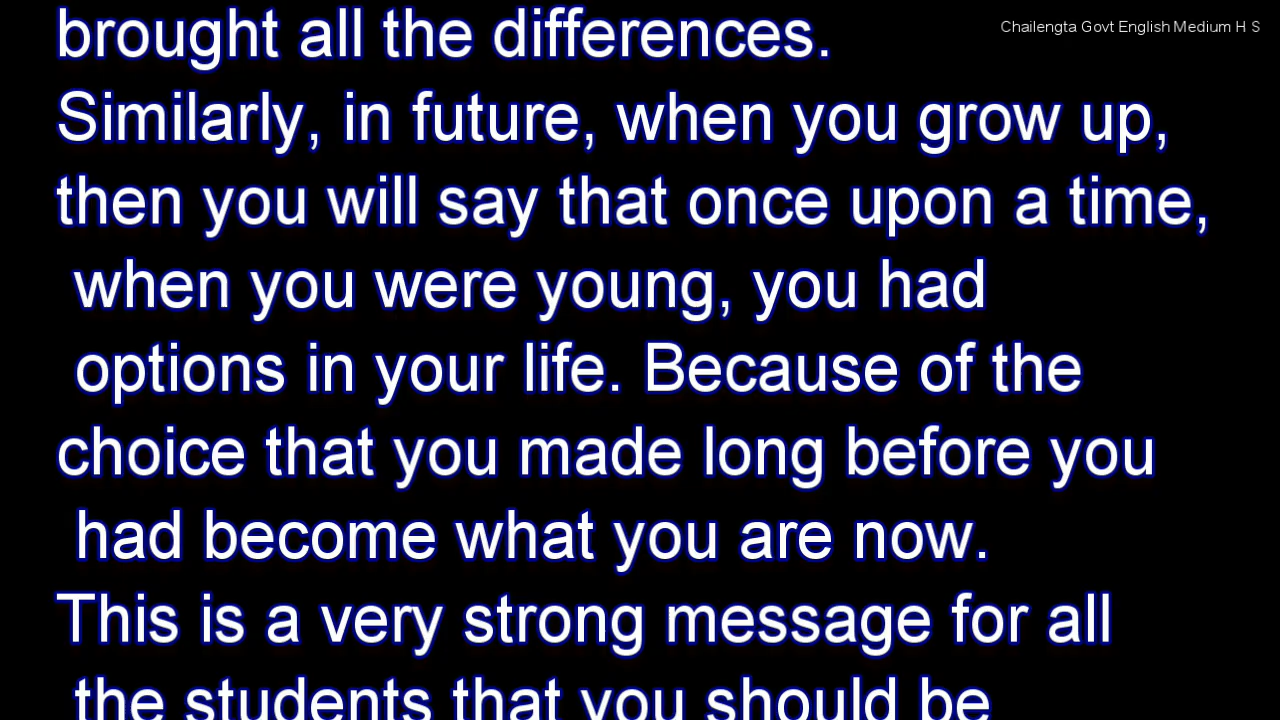 brought all the differences.
Chailengta Govt English Medium H S
Similarly, in future, when you grow up,
then you will say that once upon a time,
when you were young, you had
options in your life. Because of the
choice that you made long before you
had become what you are now.
This is a very strong message for all
the students that you should be